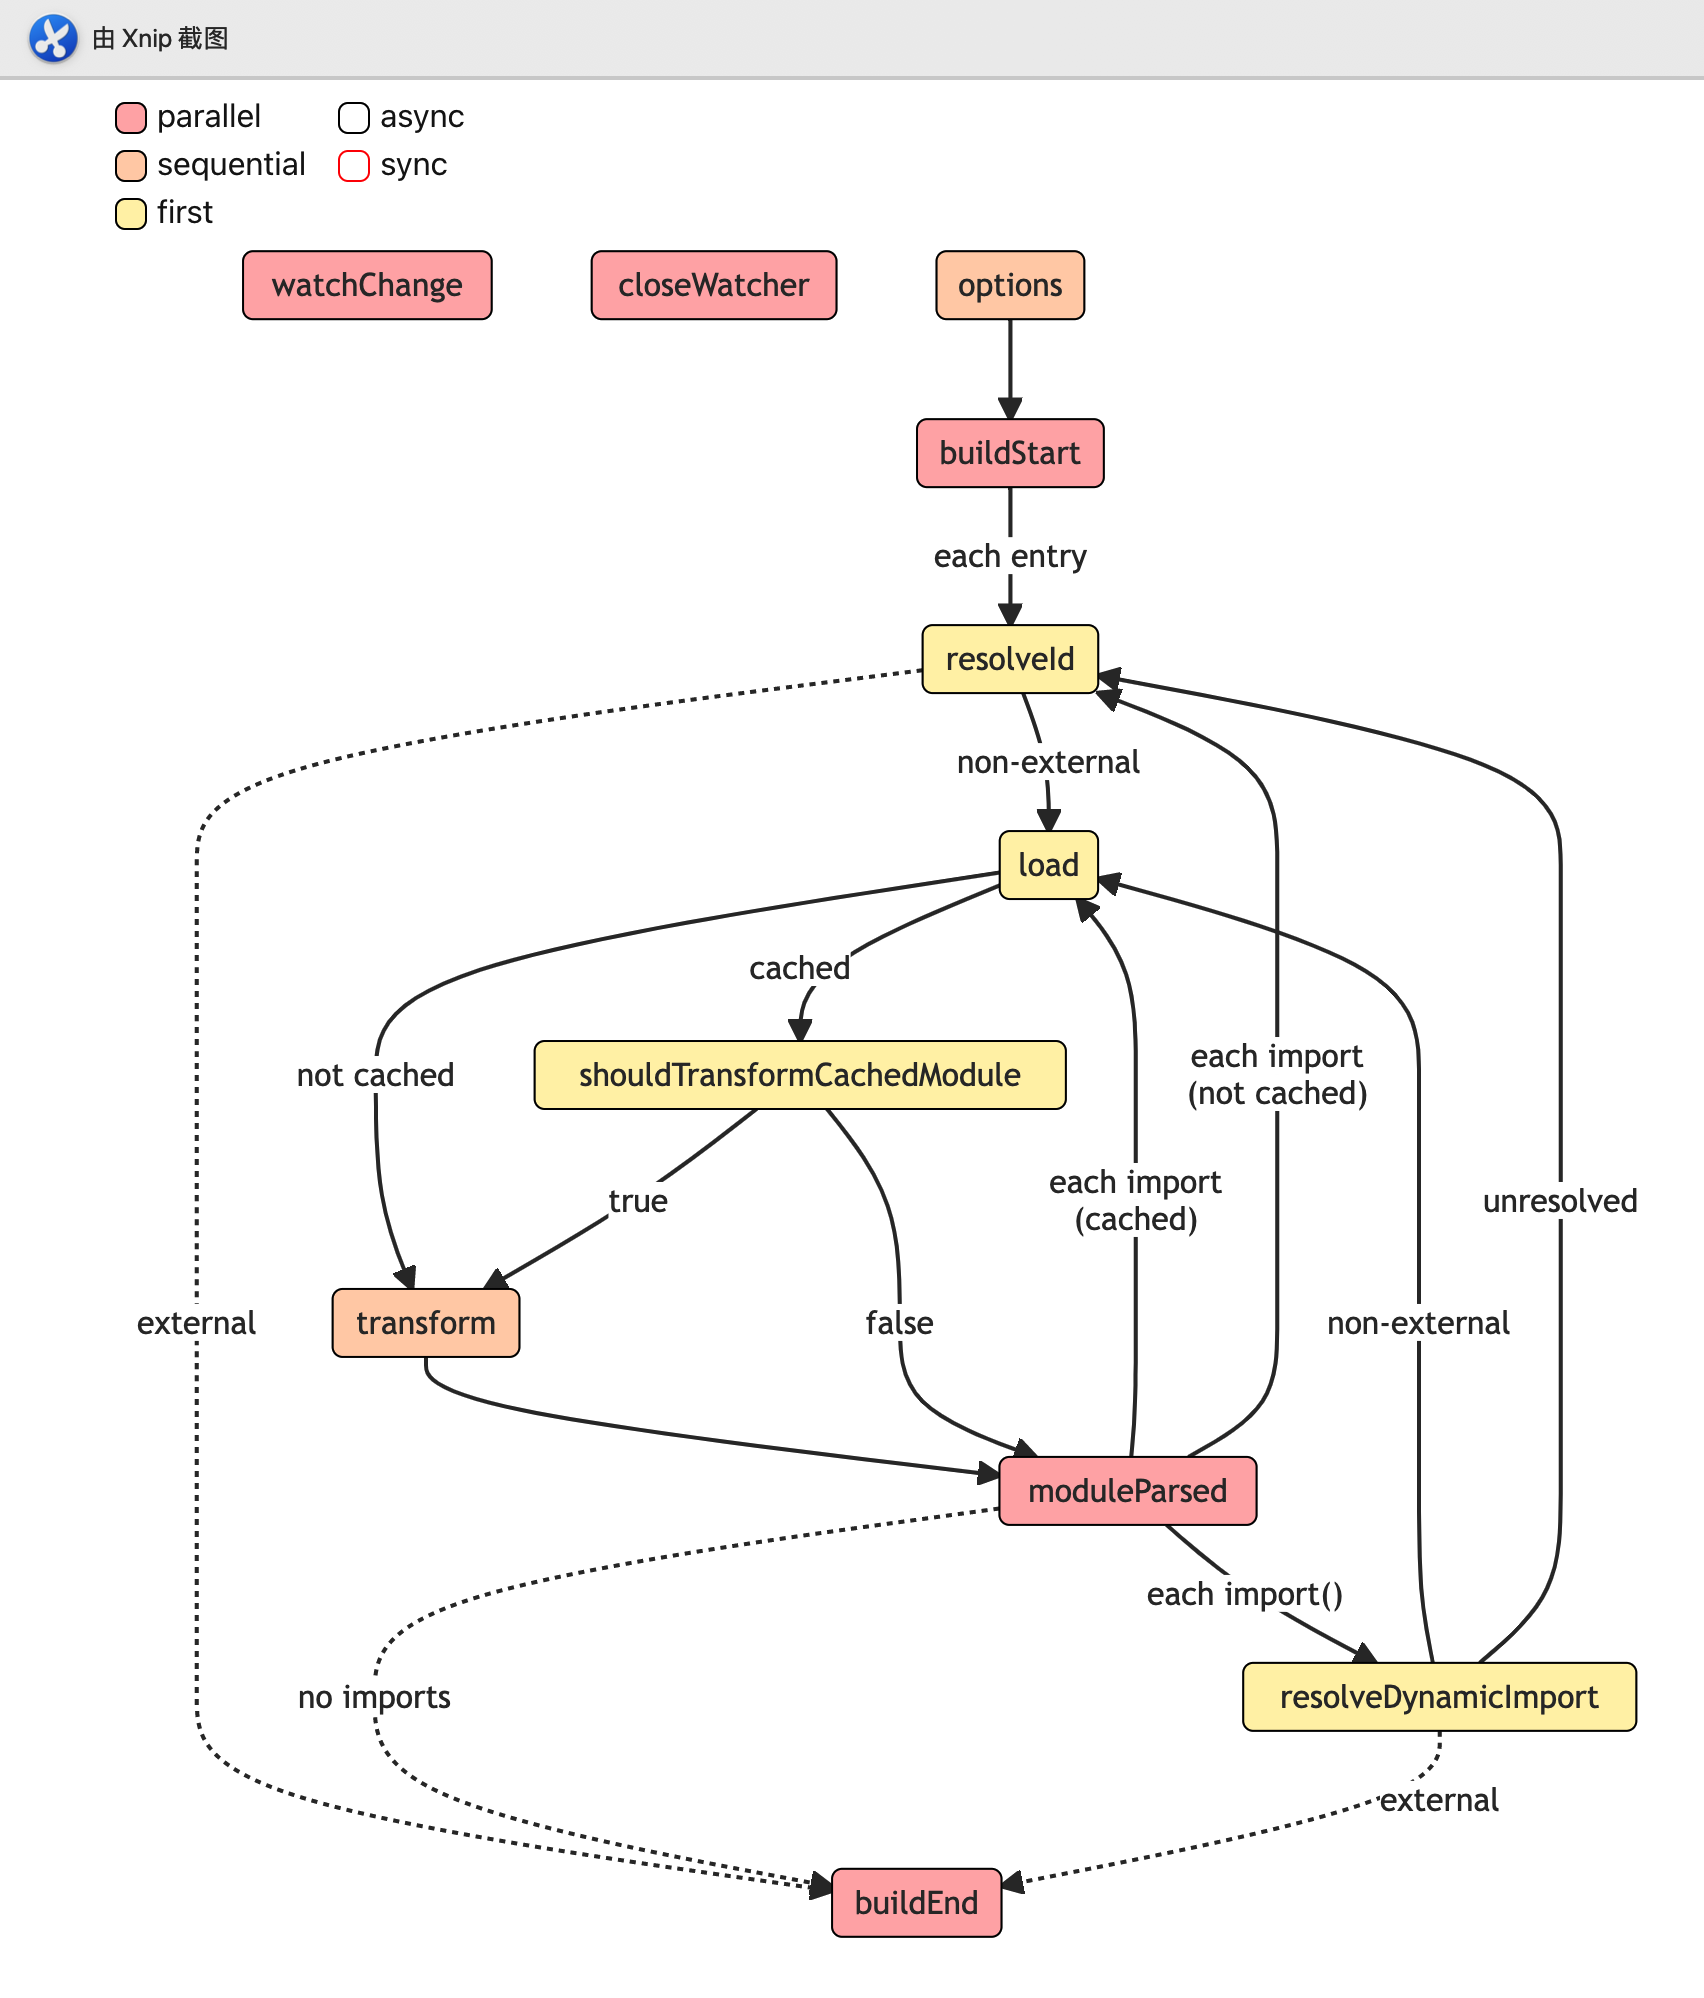 由 Xnip 截图
parallel
async
sequential
sync
first
watchChange
closeWatcher
options
buildStart
each entry
resolveId
non-external
load
cached
not cached
shouldTransformCachedModule
each import
(not cached)
true
each import
(cached)
unresolved
external
transform
false
non-external
moduleParsed
each import()
no imports
resolveDynamicImport
external
buildEnd